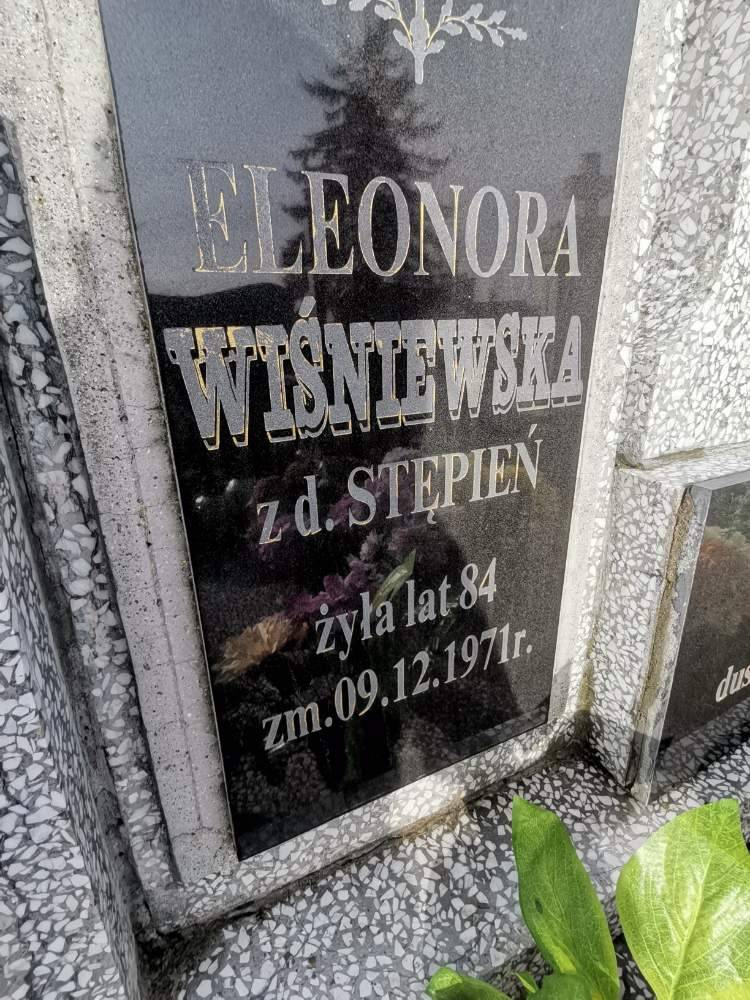 ELEONORA
WIŚNIEWSKA
z d. STĘPIEŃ
żyła lat 84
zm.09.12.1971r.